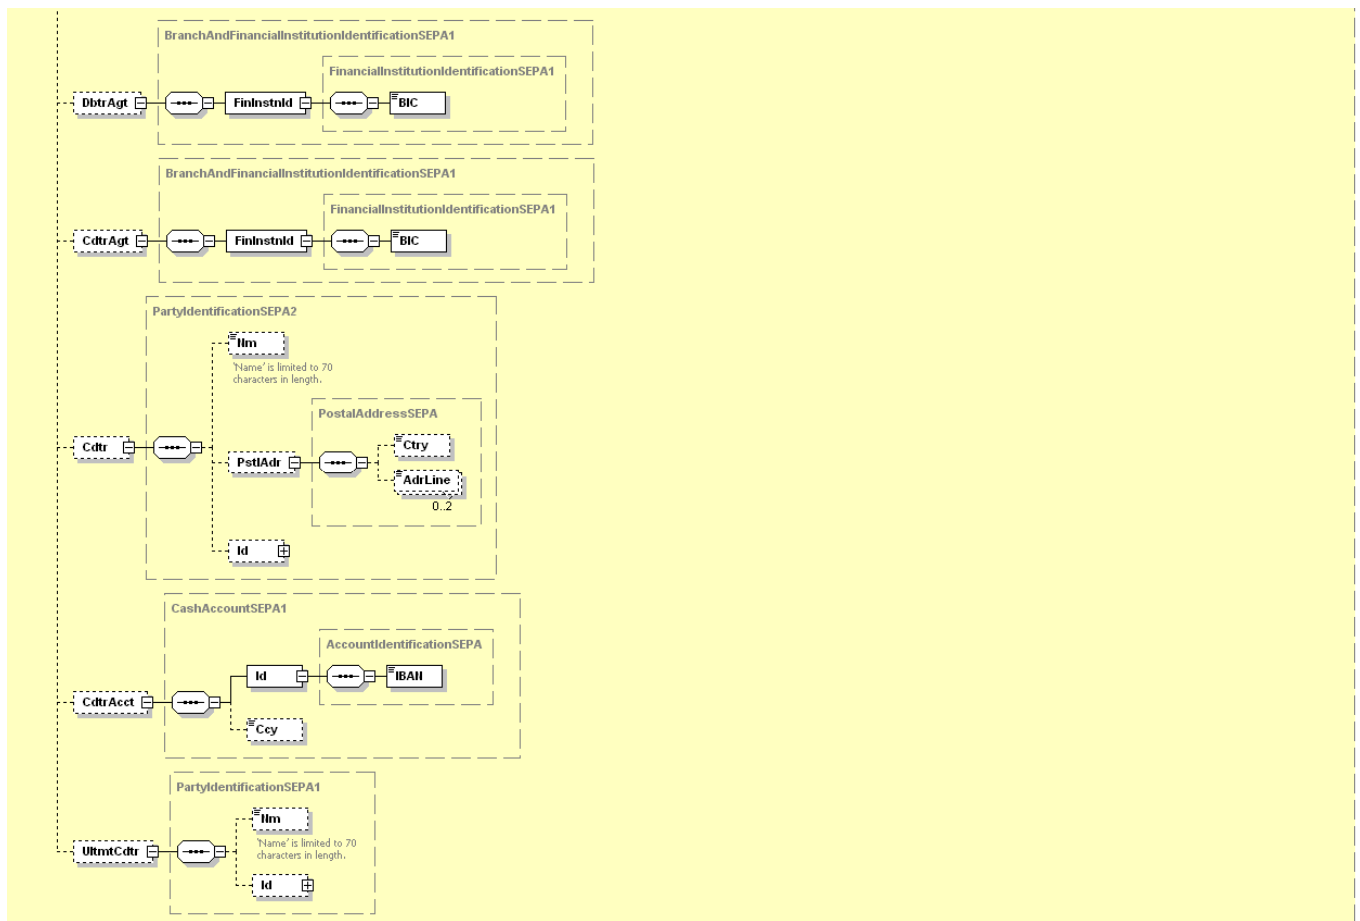 BranchAndFinancialInstitutionIdentificationSEPA1
FinancialInstitutionIdentificationSEPA1
DbtrAgt
FinInstnId
BIC
BranchAndFinancialInstitutionIdentificationSEPA1
FinancialInstitutionIdentificationSEPA1
CdtrAgt
FinInstnId
BIC
PartyIdentificationSEPA2
Nm
'Name' is limited to 70
characters in length.
PostalAddressSEPA
Ctry
Cdtr
PstlAdr
AdrLine
0..2
Id
CashAccountSEPA1
AccountIdentificationSEPA
Id
IBAN
CdtrAcct
Ccy
PartyIdentificationSEPA1
Nm
'Name' is limited to 70
characters in length.
UltmtCdtr
Id